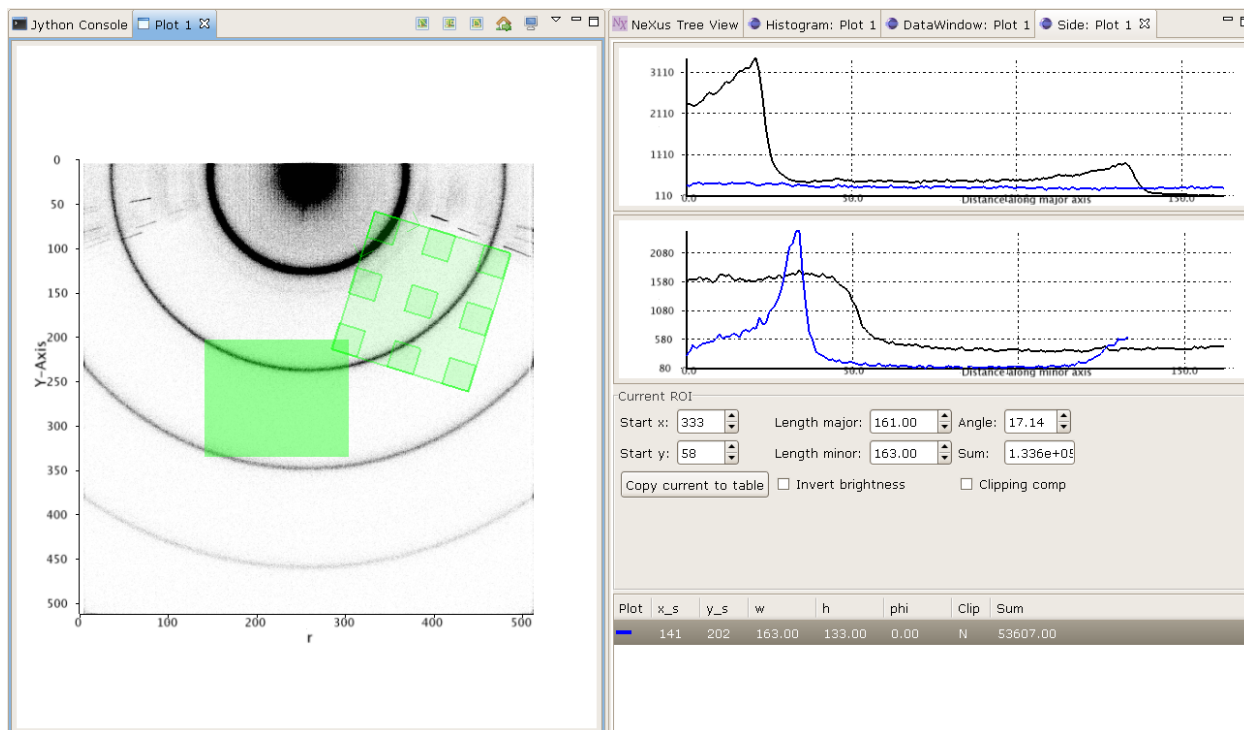 Jython Console
Plot 1
NeXus Tree View
Histogram: Plot 1
DataWindow: Plot 1
Side: Plot 1
0
50
100
150
200
250
300
350
400
450
500
Y-Axis
0
100
200
300
400
500
r
3110
2110
1110
110
0.0
50.0
150.0
Distance along major axis
2080
1580
1080
580
80
0.0
50.0
150.0
Distance along minor axis
Current ROI
Start x: 333 Length major: 161.00 Angle: 17.14
Start y: 58 Length minor: 163.00 Sum: 1.336e+05
Copy current to table Invert brightness Clipping comp
Plot x_s y_s w h phi Clip Sum
141 202 163.00 133.00 0.00 N 53607.00